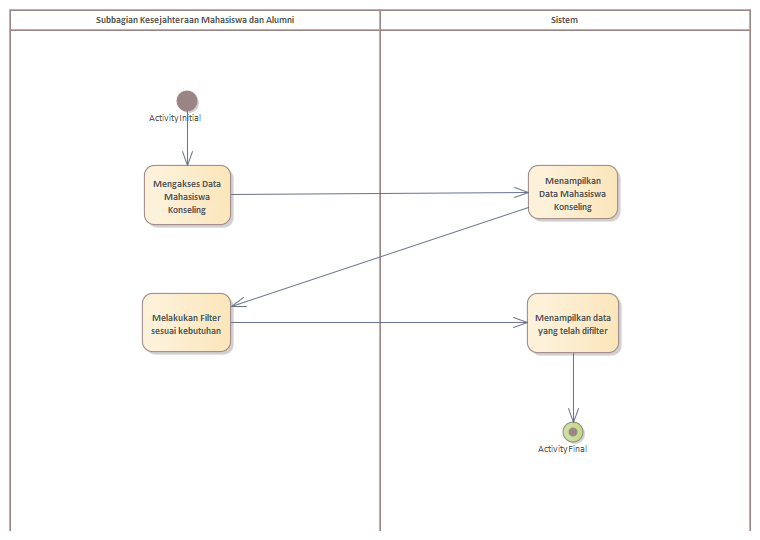 Subbagian Kesejahteraan Mahasiswa dan Alumni
Sistem
ActivityInitial
Mengakses Data
Mahasiswa
Konseling
Menampilkan
Data Mahasiswa
Konseling
Melakukan Filter
sesuai kebutuhan
Menampilkan data
yang telah difilter
ActivityFinal